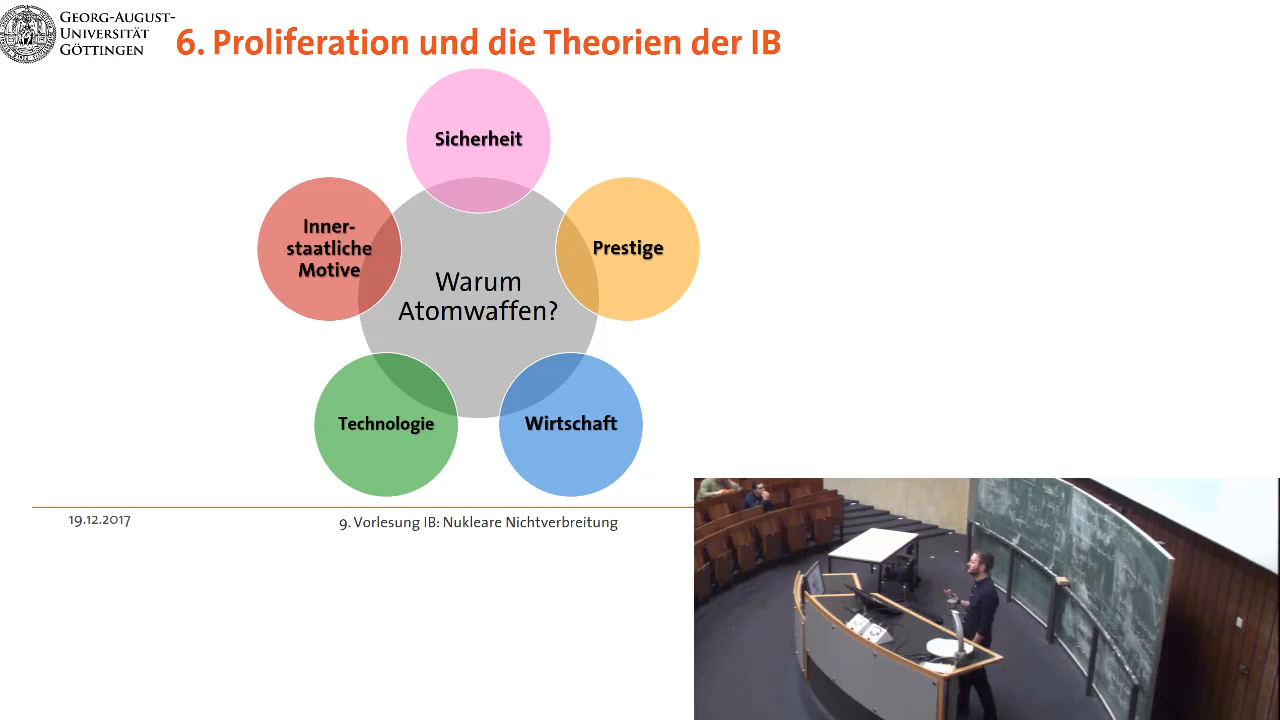 GEORG-AUGUST-
UNIVERSITÄT
GÖTTINGEN
6. Proliferation und die Theorien der IB
Sicherheit
Inner-
staatliche
Motive
Prestige
Warum
Atomwaffen?
Technologie
Wirtschaft
19.12.2017
9. Vorlesung IB: Nukleare Nichtverbreitung